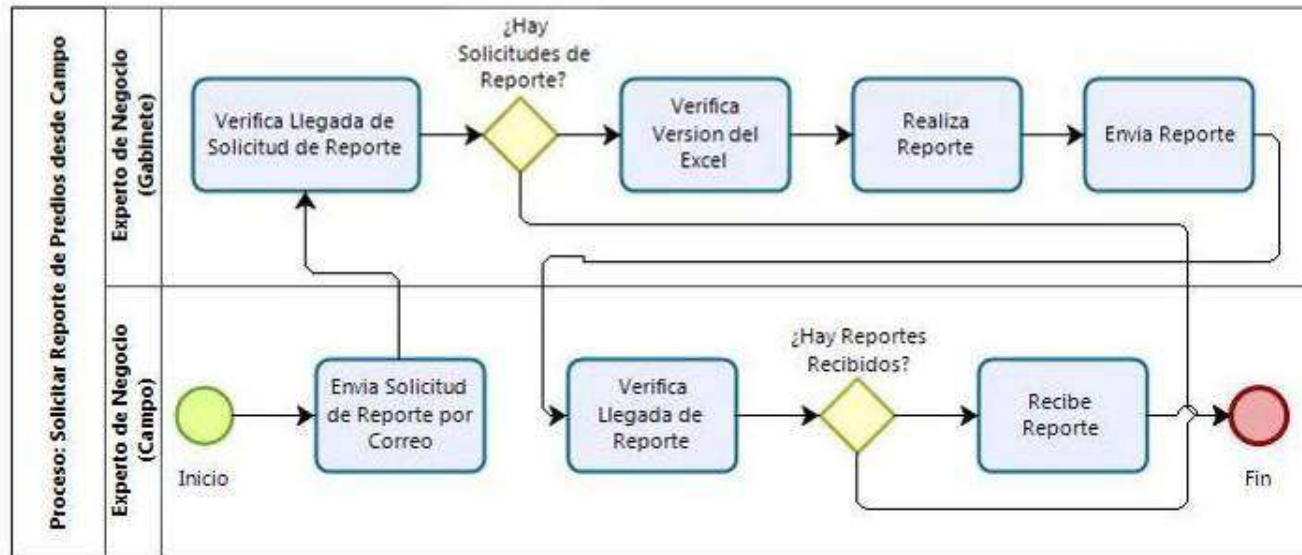 Proceso: Solicitar Reporte de Predios desde Campo
Experto de Negocio
(Gabinete)
¿Hay
Solicitudes de
Reporte?
Verifica Llegada de
Solicitud de Reporte
Verifica
Version del
Excel
Realiza
Reporte
Envia Reporte
Experto de Negocio
(Campo)
Inicio
Envia Solicitud
de Reporte por
Correo
Verifica
Llegada de
Reporte
¿Hay Reportes
Recibidos?
Recibe
Reporte
Fin